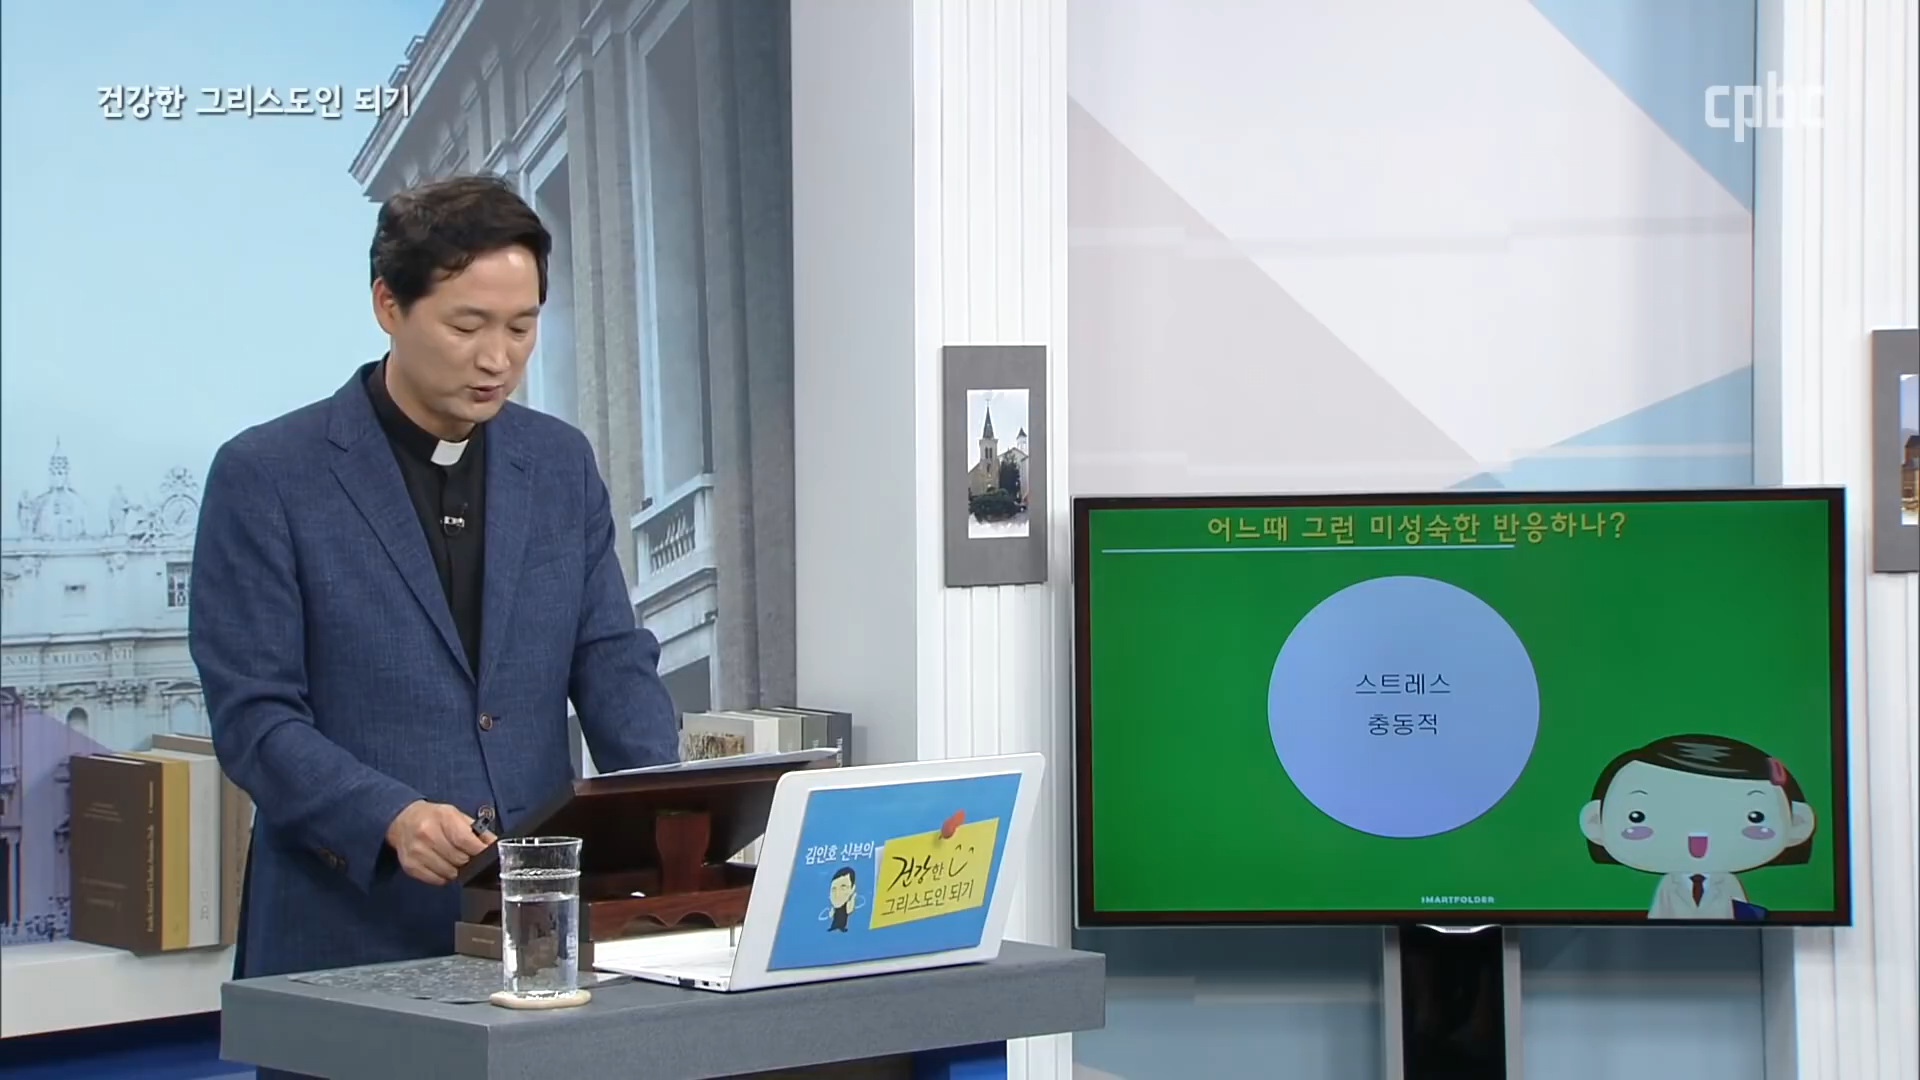 건강한 그리스도인 되기
cpbc
어느때 그런 미성숙한 반응하나?
스트레스
충동적
SMARTFOLDER
김인호 신부의
건강한
그리스도인 되기